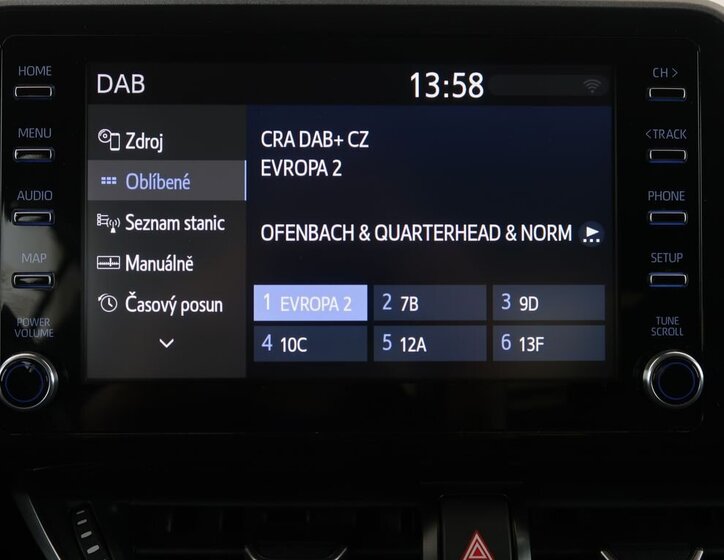 HOME
MENU
AUDIO
MAP
POWER
VOLUME
DAB
13:58
Zdroj
Oblíbené
Seznam stanic
Manuálně
Časový posun
CRA DAB+ CZ
EVROPA 2
OFENBACH & QUARTERHEAD & NORM
1 EVROPA 2
2 7B
3 9D
4 10C
5 12A
6 13F
CH >
< TRACK
PHONE
SETUP
TUNE
SCROLL